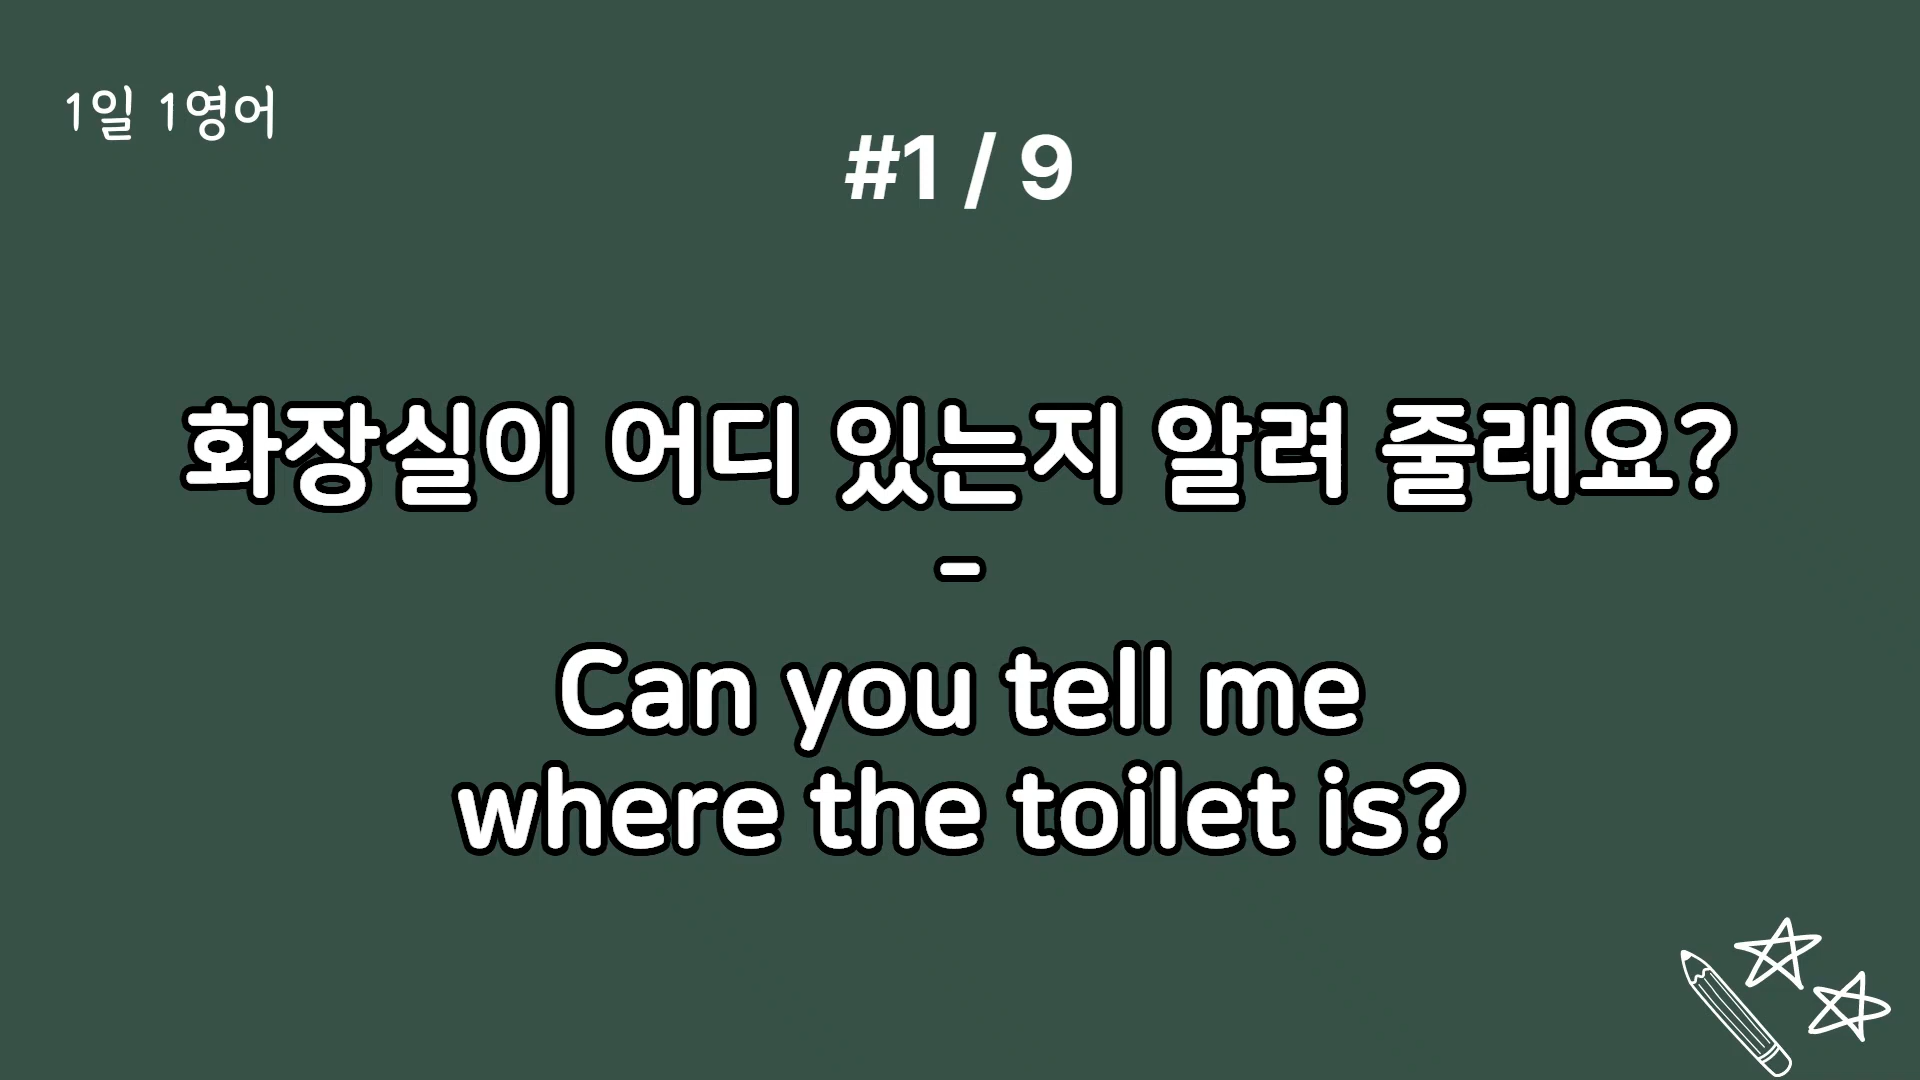 1일 1영어
#1 / 9
화장실이 어디 있는지 알려 줄래요?
-
Can you tell me
where the toilet is?